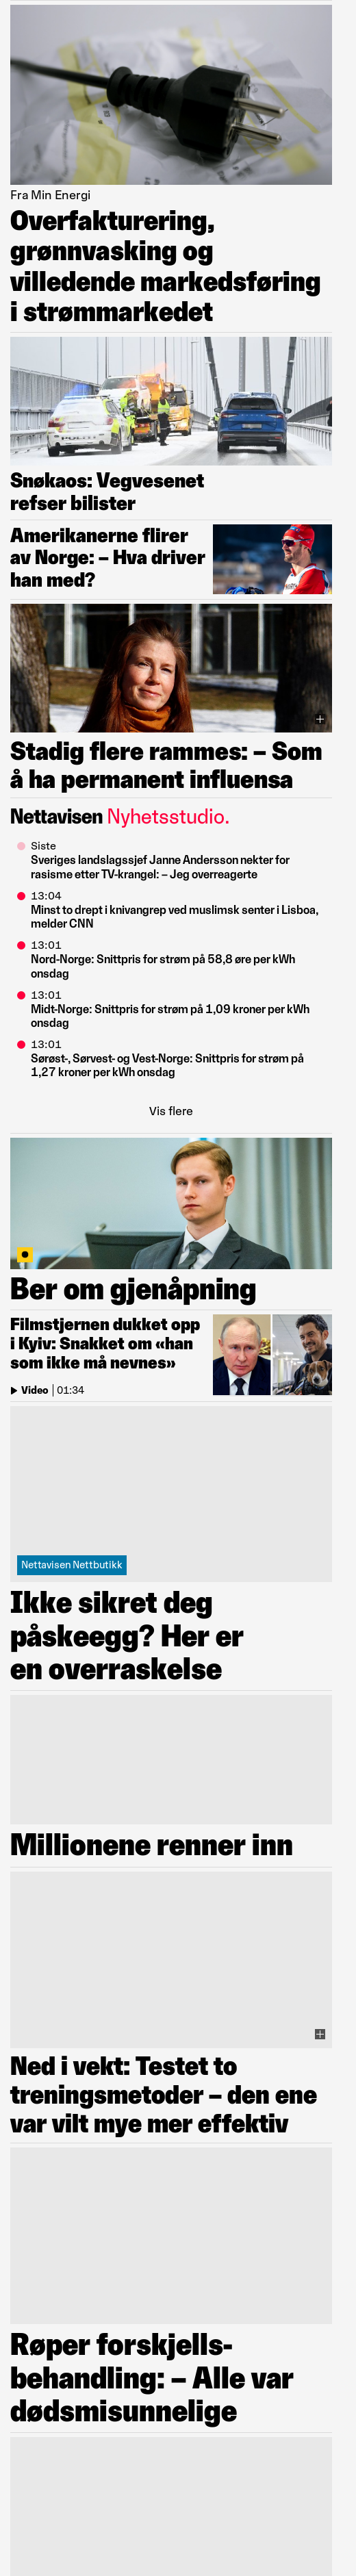 Fra Min Energi
Overfakturering,
grønnvasking og
villedende markedsføring
i strømmarkedet
Snøkaos: Vegvesenet
refser bilister
Amerikanerne flirer
av Norge: – Hva driver
han med?
Stadig flere rammes: – Som
å ha permanent influensa
Nettavisen Nyhetsstudio.
Siste
Sveriges landslagssjef Janne Andersson nekter for
rasisme etter TV-krangel: – Jeg overreagerte
13:04
Minst to drept i knivangrep ved muslimsk senter i Lisboa,
melder CNN
13:01
Nord-Norge: Snittpris for strøm på 58,8 øre per kWh
onsdag
13:01
Midt-Norge: Snittpris for strøm på 1,09 kroner per kWh
onsdag
13:01
Sørøst-, Sørvest- og Vest-Norge: Snittpris for strøm på
1,27 kroner per kWh onsdag
Vis flere
Ber om gjenåpning
Filmstjernen dukket opp
i Kyiv: Snakket om «han
som ikke må nevnes»
Video | 01:34
Nettavisen Nettbutikk
Ikke sikret deg
påskeegg? Her er
en overraskelse
Millionene renner inn
Ned i vekt: Testet to
treningsmetoder – den ene
var vilt mye mer effektiv
Røper forskjells-
behandling: – Alle var
dødsmisunnelige